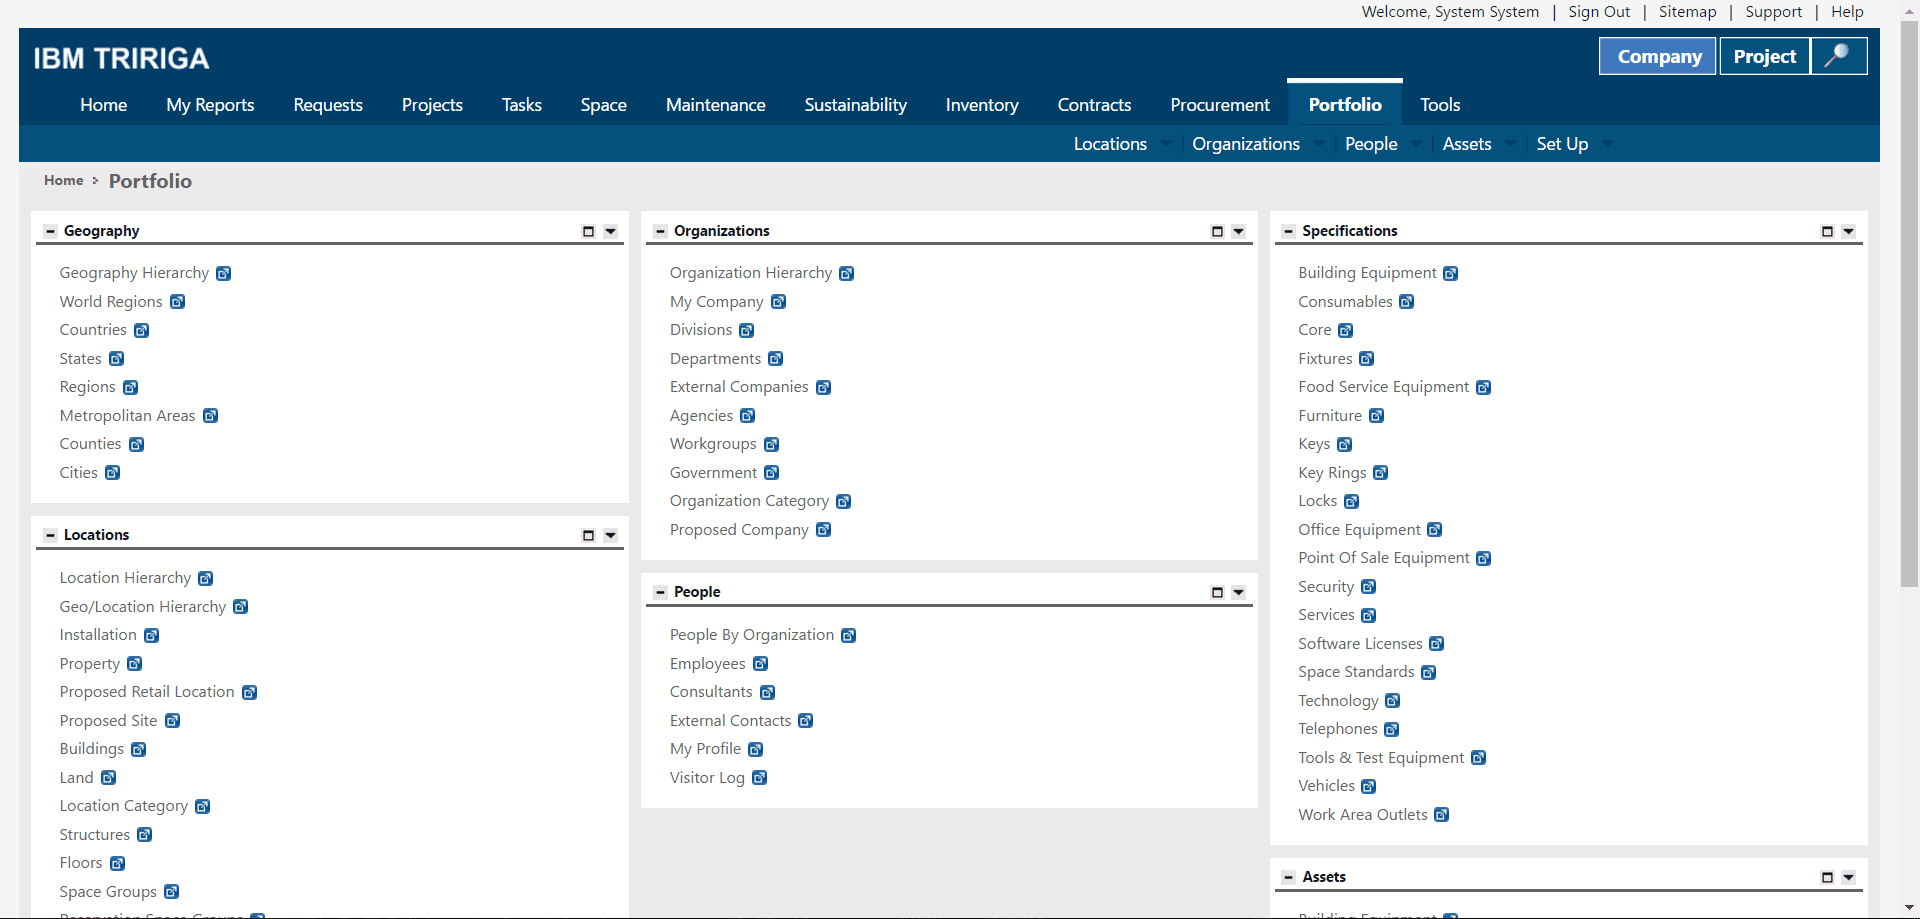 Welcome, System System | Sign Out | Sitemap | Support | Help
IBM TRIRIGA
Company Project
Home My Reports Requests Projects Tasks Space Maintenance Sustainability Inventory Contracts Procurement Portfolio Tools
Locations Organizations People Assets Set Up
Home > Portfolio
Geography
Geography Hierarchy
World Regions
Countries
States
Regions
Metropolitan Areas
Counties
Cities
Locations
Location Hierarchy
Geo/Location Hierarchy
Installation
Property
Proposed Retail Location
Proposed Site
Buildings
Land
Location Category
Structures
Floors
Space Groups
Organizations
Organization Hierarchy
My Company
Divisions
Departments
External Companies
Agencies
Workgroups
Government
Organization Category
Proposed Company
People
People By Organization
Employees
Consultants
External Contacts
My Profile
Visitor Log
Specifications
Building Equipment
Consumables
Core
Fixtures
Food Service Equipment
Furniture
Keys
Key Rings
Locks
Office Equipment
Point Of Sale Equipment
Security
Services
Software Licenses
Space Standards
Technology
Telephones
Tools & Test Equipment
Vehicles
Work Area Outlets
Assets